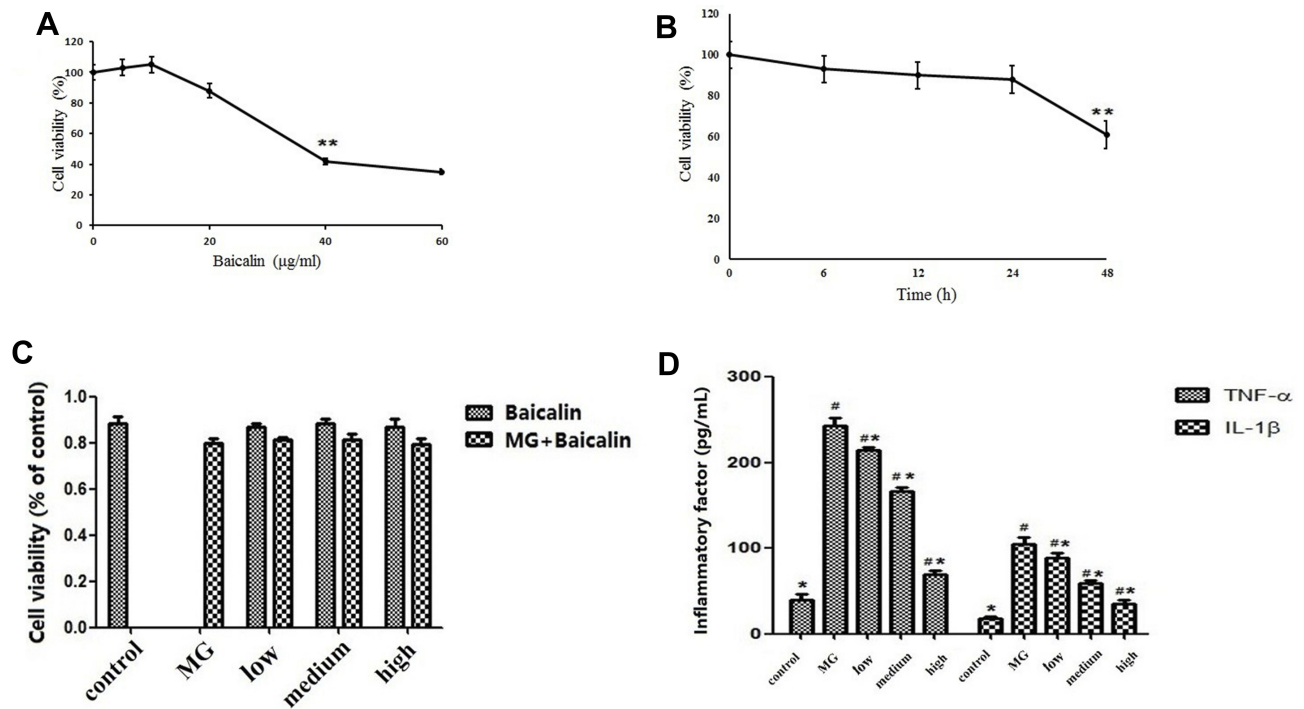 A
120
100
80
60
40
20
0
Cell viability (%)
**
0 20 40 60
Baicalin (μg/ml)
B
120
100
80
60
40
20
0
Cell viability (%)
**
0 6 12 24 48
Time (h)
C
1.0
0.8
0.6
0.4
0.2
0.0
Cell viability (% of control)
control MG low medium high
Baicalin
MG+Baicalin
D
300
200
100
0
Inflammatory factor (pg/mL)
* # #* #* #* * # #* #* #*
control MG low medium high control MG low medium high
TNF-α
IL-1β